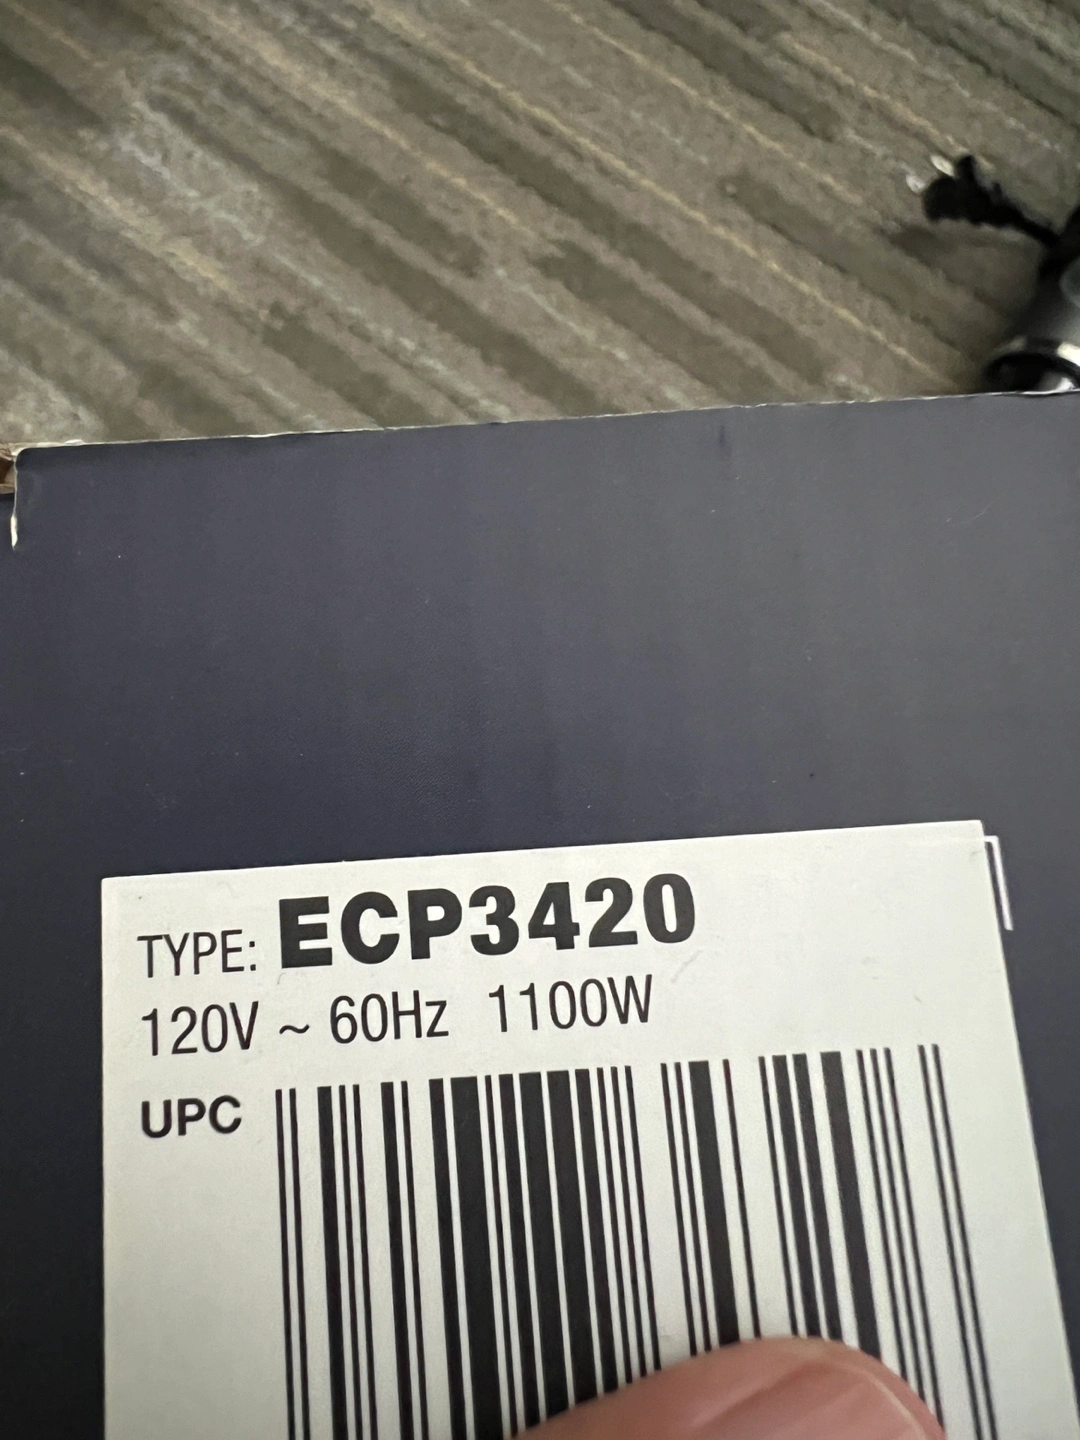 TYPE: ECP3420
120V ~ 60Hz 1100W
UPC